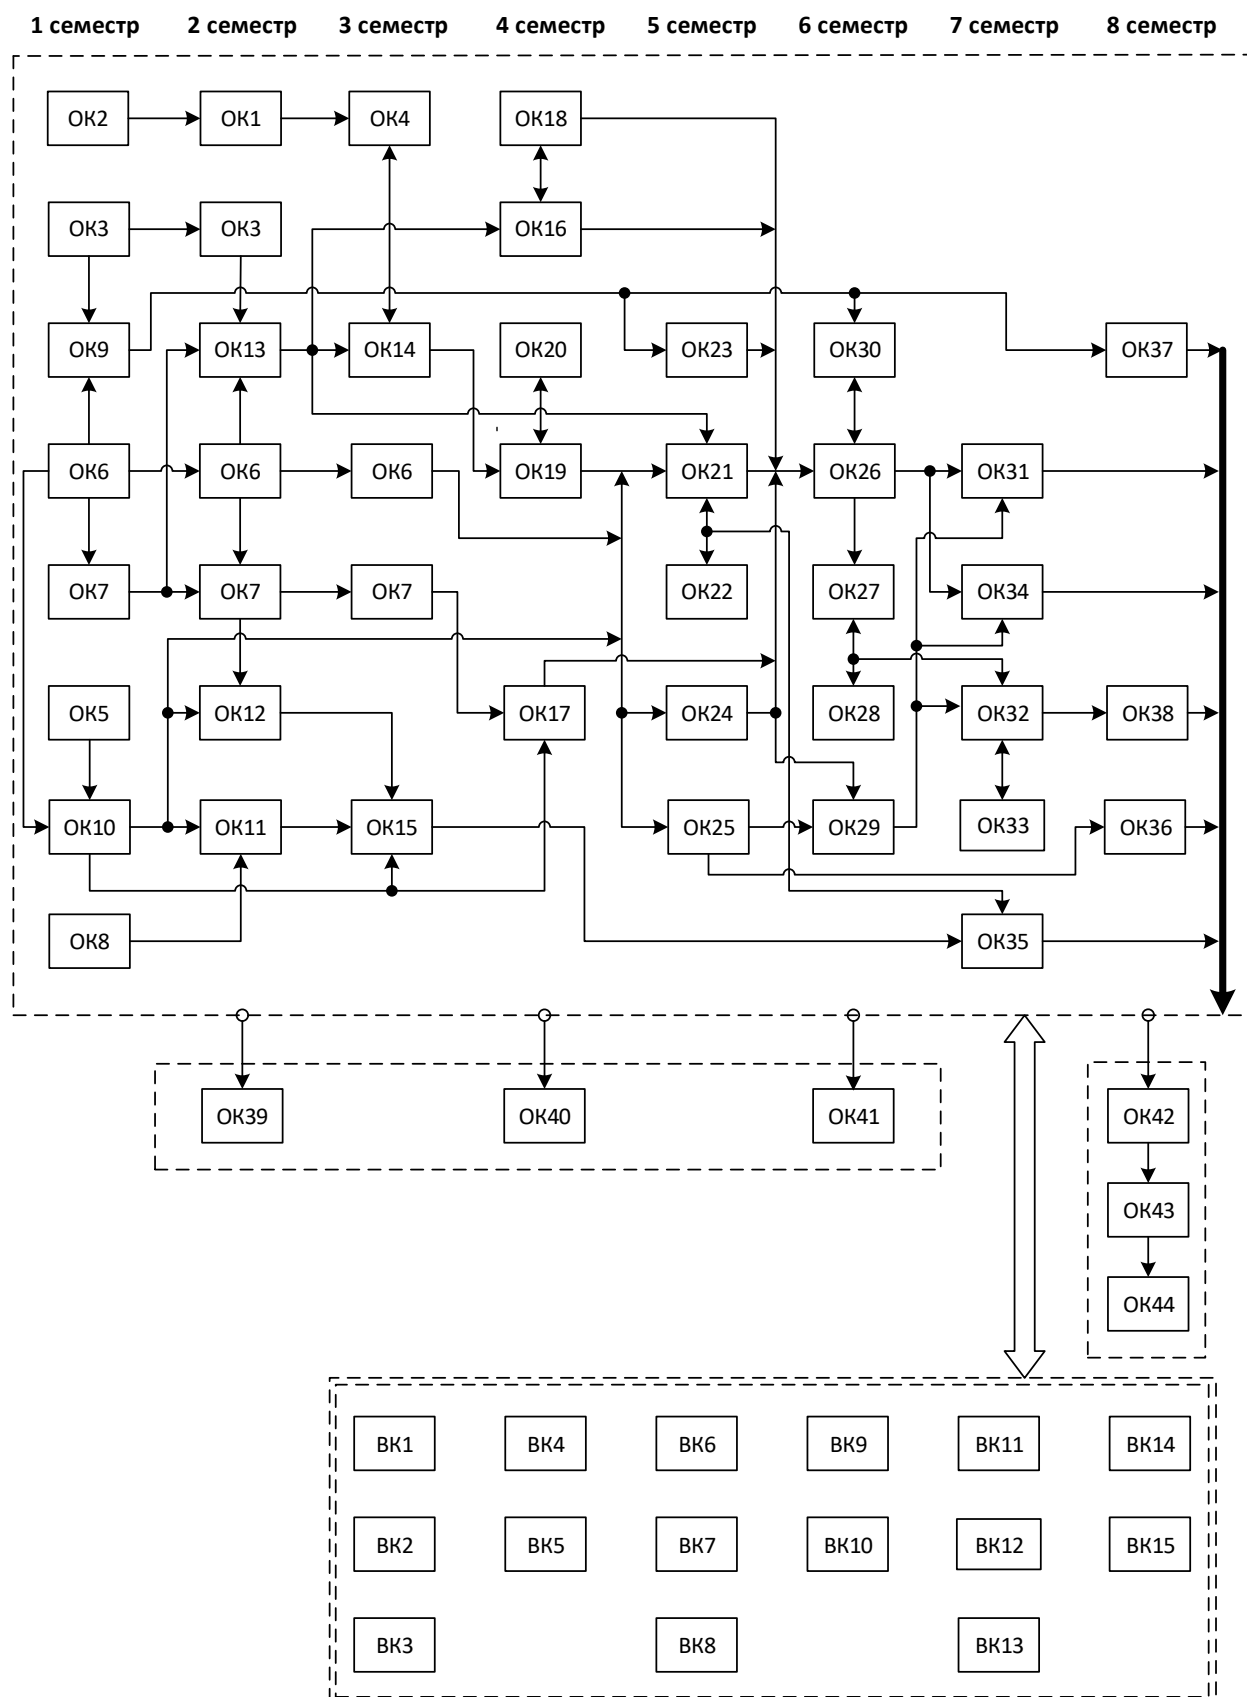 1 семестр 2 семестр 3 семестр 4 семестр 5 семестр 6 семестр 7 семестр 8 семестр
ОК2 ОК1 ОК4 ОК18
ОК3 ОК3 ОК16
ОК9 ОК13 ОК14 ОК20 ОК23 ОК30 ОК37
ОК6 ОК6 ОК6 ОК19 ОК21 ОК26 ОК31
ОК7 ОК7 ОК7 ОК22 ОК27 ОК34
ОК5 ОК12 ОК17 ОК24 ОК28 ОК32 ОК38
ОК10 ОК11 ОК15 ОК25 ОК29 ОК33 ОК36
ОК8 ОК35
ОК39 ОК40 ОК41 ОК42
ОК43
ОК44
ВК1 ВК4 ВК6 ВК9 ВК11 ВК14
ВК2 ВК5 ВК7 ВК10 ВК12 ВК15
ВК3 ВК8 ВК13